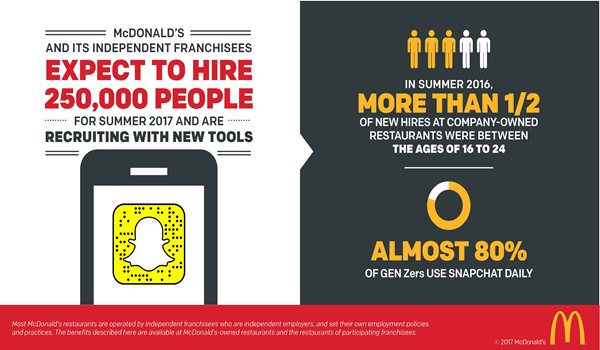 McDONALD'S
AND ITS INDEPENDENT FRANCHISEES
EXPECT TO HIRE
250,000 PEOPLE
FOR SUMMER 2017 AND ARE
RECRUITING WITH NEW TOOLS
IN SUMMER 2016,
MORE THAN 1/2
OF NEW HIRES AT COMPANY-OWNED
RESTAURANTS WERE BETWEEN
THE AGES OF 16 TO 24
ALMOST 80%
OF GEN Zers USE SNAPCHAT DAILY
Most McDonald's restaurants are operated by independent franchisees who are independent employers, and set their own employment policies
and practices. The benefits described here are available at McDonald's-owned restaurants and the restaurants of participating franchisees.
© 2017 McDonald's